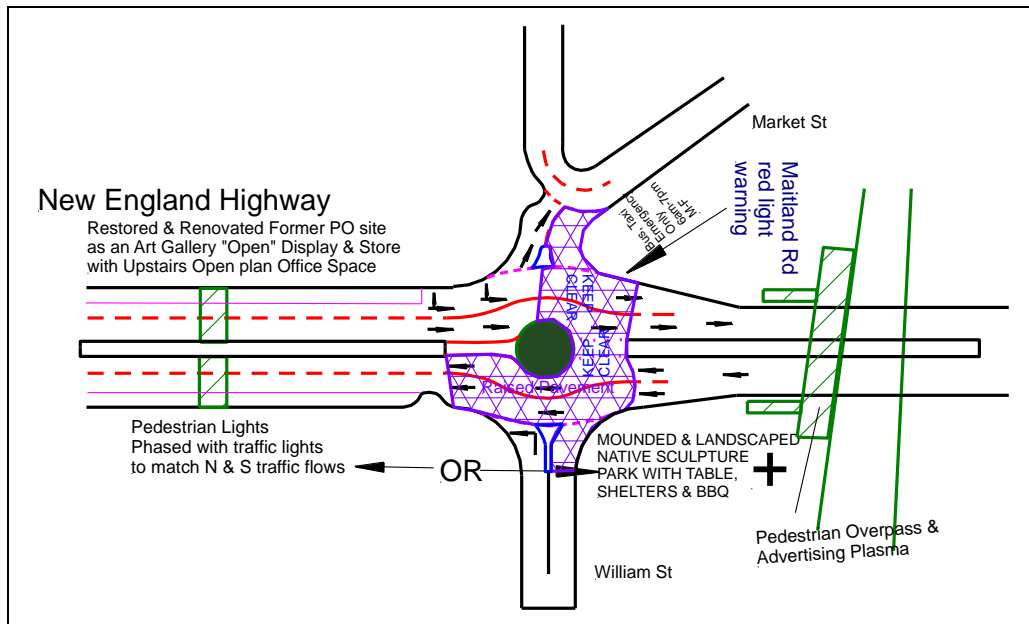 Market St
New England Highway
Restored & Renovated Former PO site
as an Art Gallery "Open" Display & Store
with Upstairs Open plan Office Space
Bus, Taxi
Emergency
Only
6am-7pm
M-F
Maitland Rd
red light
warning
KEEP
CLEAR
KEEP
CLEAR
Raised Pavement
Pedestrian Lights
Phased with traffic lights
to match N & S traffic flows
OR
MOUNDED & LANDSCAPED
NATIVE SCULPTURE
PARK WITH TABLE,
SHELTERS & BBQ
+
Pedestrian Overpass &
Advertising Plasma
William St